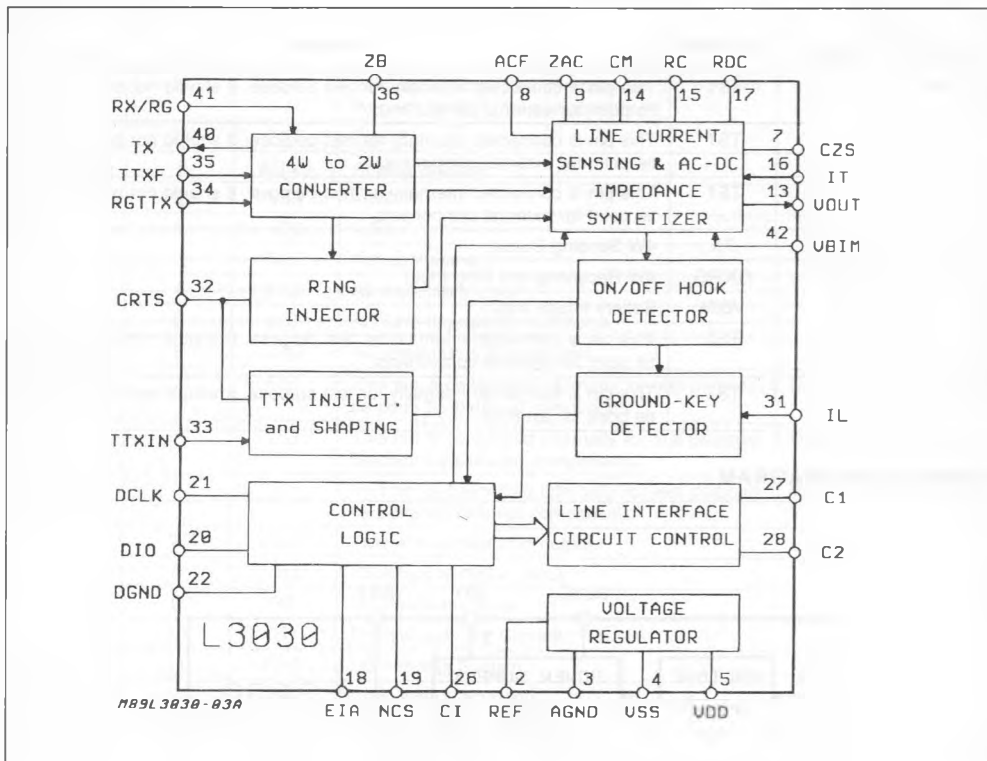 ZB ACF ZAC CM RC RDC
41 36 8 9 14 15 17
RX/RG
40
TX
35
TTXF
34
RGTTX
4W to 2W
CONVERTER
LINE CURRENT
SENSING & AC-DC
IMPEDANCE
SYNTETIZER
7
CZS
16
IT
13
VOUT
42
VBIM
32
CRTS
RING
INJECTOR
ON/OFF HOOK
DETECTOR
TTX INJIECT.
and SHAPING
GROUND-KEY
DETECTOR
31
IL
33
TTXIN
21
DCLK
20
DIO
22
DGND
CONTROL
LOGIC
LINE INTERFACE
CIRCUIT CONTROL
27
C1
28
C2
VOLTAGE
REGULATOR
L3030
18 19 26 2 3 4 5
M89L3030-03A
EIA NCS CI REF AGND VSS VDD